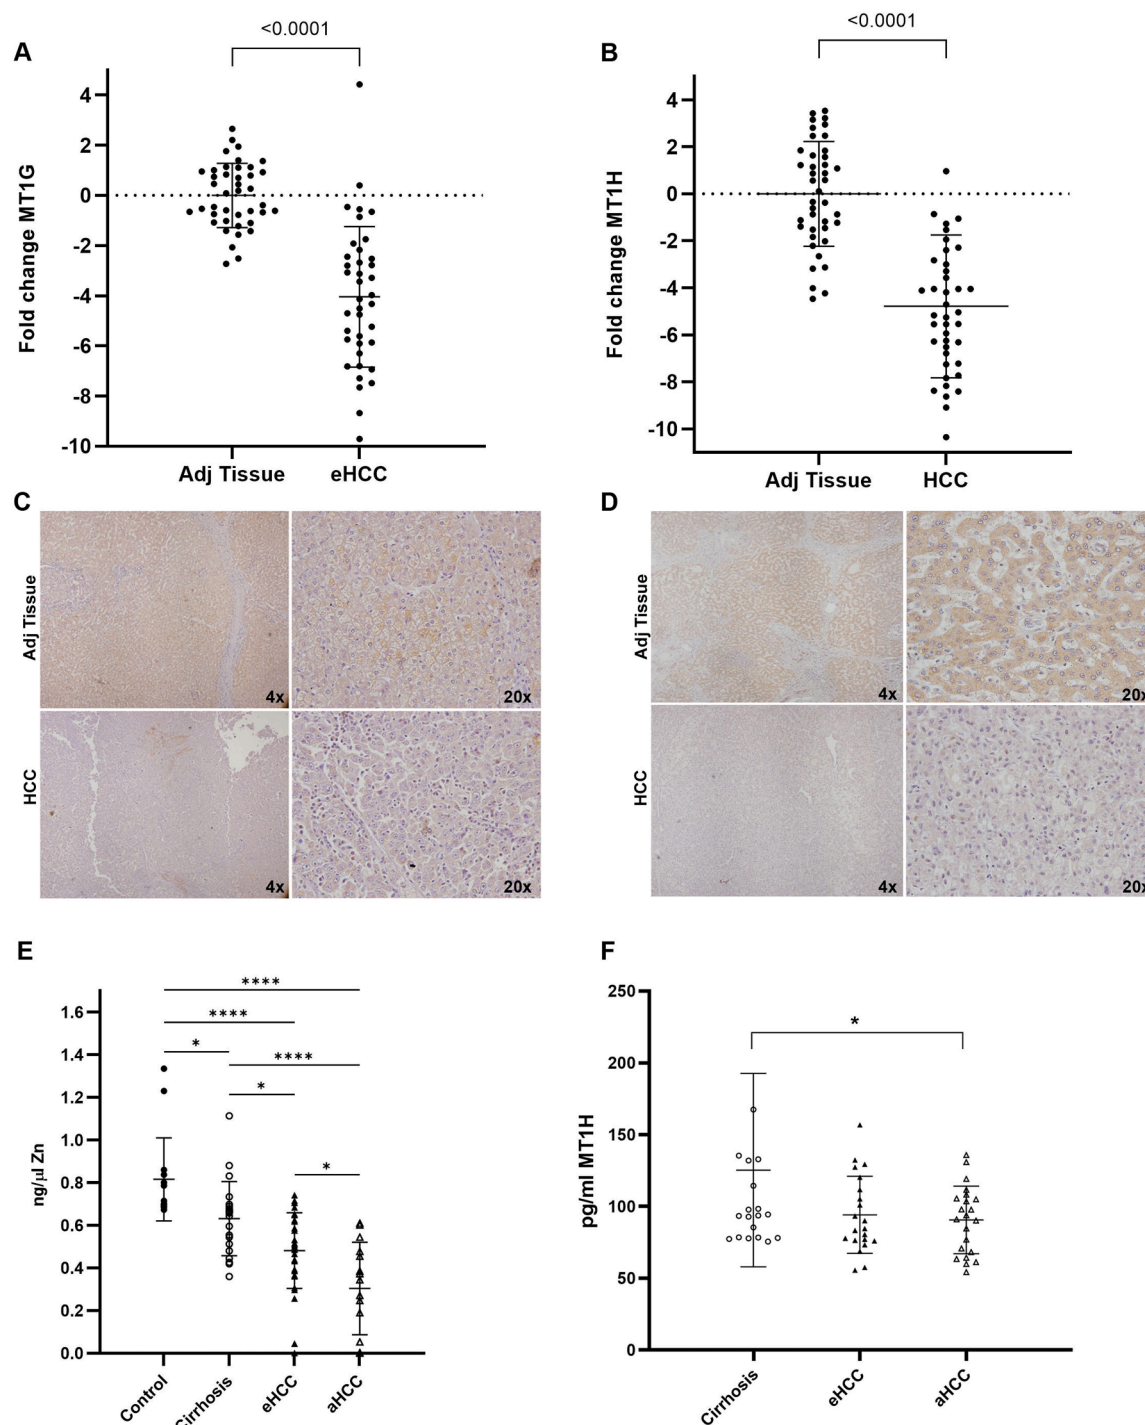 A
<0.0001
Fold change MT1G
4
2
0
-2
-4
-6
-8
-10
Adj Tissue
eHCC
B
<0.0001
Fold change MT1H
4
2
0
-2
-4
-6
-8
-10
Adj Tissue
HCC
C
Adj Tissue
4x
20x
HCC
4x
20x
D
Adj Tissue
4x
20x
HCC
4x
20x
E
****
****
*
****
*
*
ng/µl Zn
1.6
1.4
1.2
1.0
0.8
0.6
0.4
0.2
0.0
Control
Cirrhosis
eHCC
aHCC
F
*
pg/ml MT1H
250
200
150
100
50
0
Cirrhosis
eHCC
aHCC